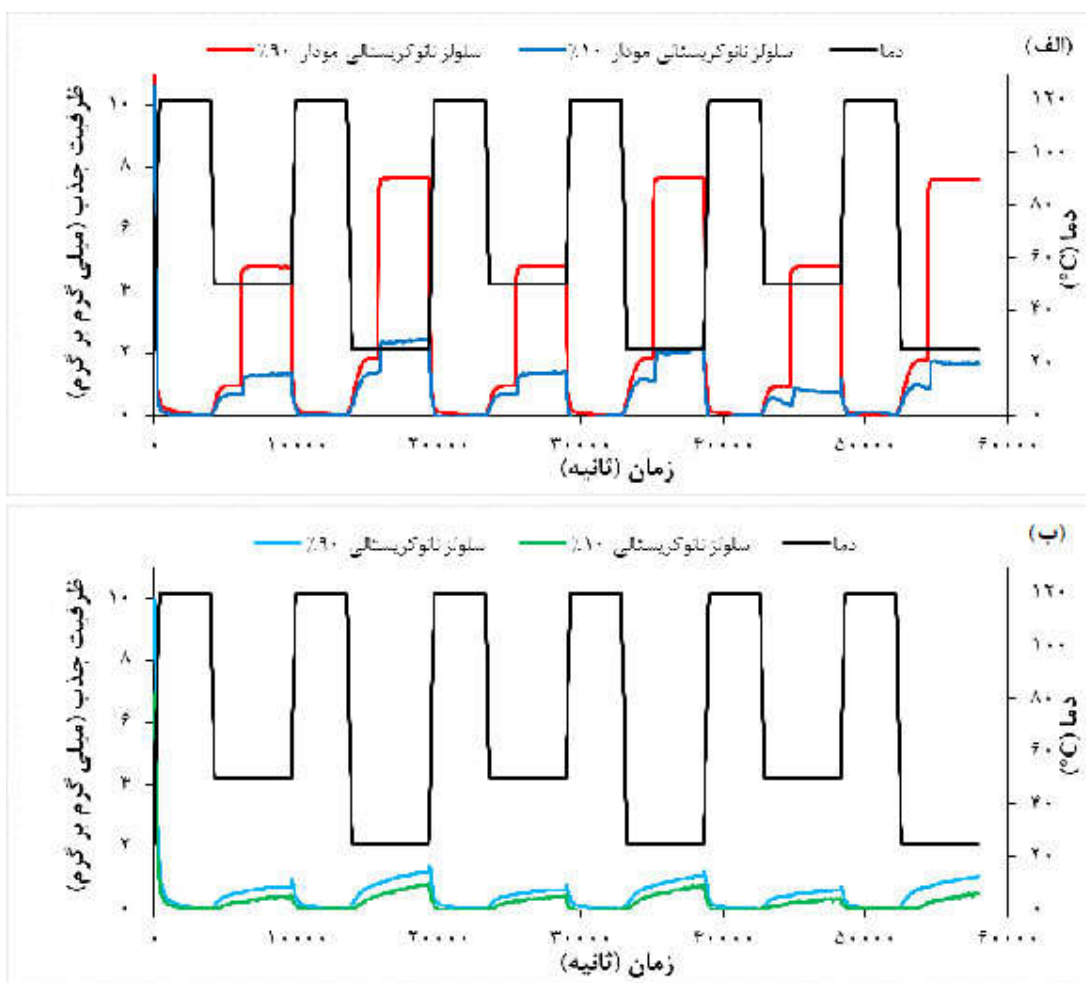 (الف)
سلولز نانوکریستالی مودار ۹۰٪
سلولز نانوکریستالی مودار ۱۰٪
دما
ظرفیت جذب (میلی گرم بر گرم)
۱۰
۸
۶
۴
۲
۰
۱۲۰
۱۰۰
۸۰
۶۰
۴۰
۲۰
۰
دما (°C)
۰ ۱۰۰۰۰ ۲۰۰۰۰ ۳۰۰۰۰ ۴۰۰۰۰ ۵۰۰۰۰ ۶۰۰۰۰
زمان (ثانیه)
(ب)
سلولز نانوکریستالی ۹۰٪
سلولز نانوکریستالی ۱۰٪
دما
ظرفیت جذب (میلی گرم بر گرم)
۱۰
۸
۶
۴
۲
۰
۱۲۰
۱۰۰
۸۰
۶۰
۴۰
۲۰
۰
دما (°C)
۰ ۱۰۰۰۰ ۲۰۰۰۰ ۳۰۰۰۰ ۴۰۰۰۰ ۵۰۰۰۰ ۶۰۰۰۰
زمان (ثانیه)